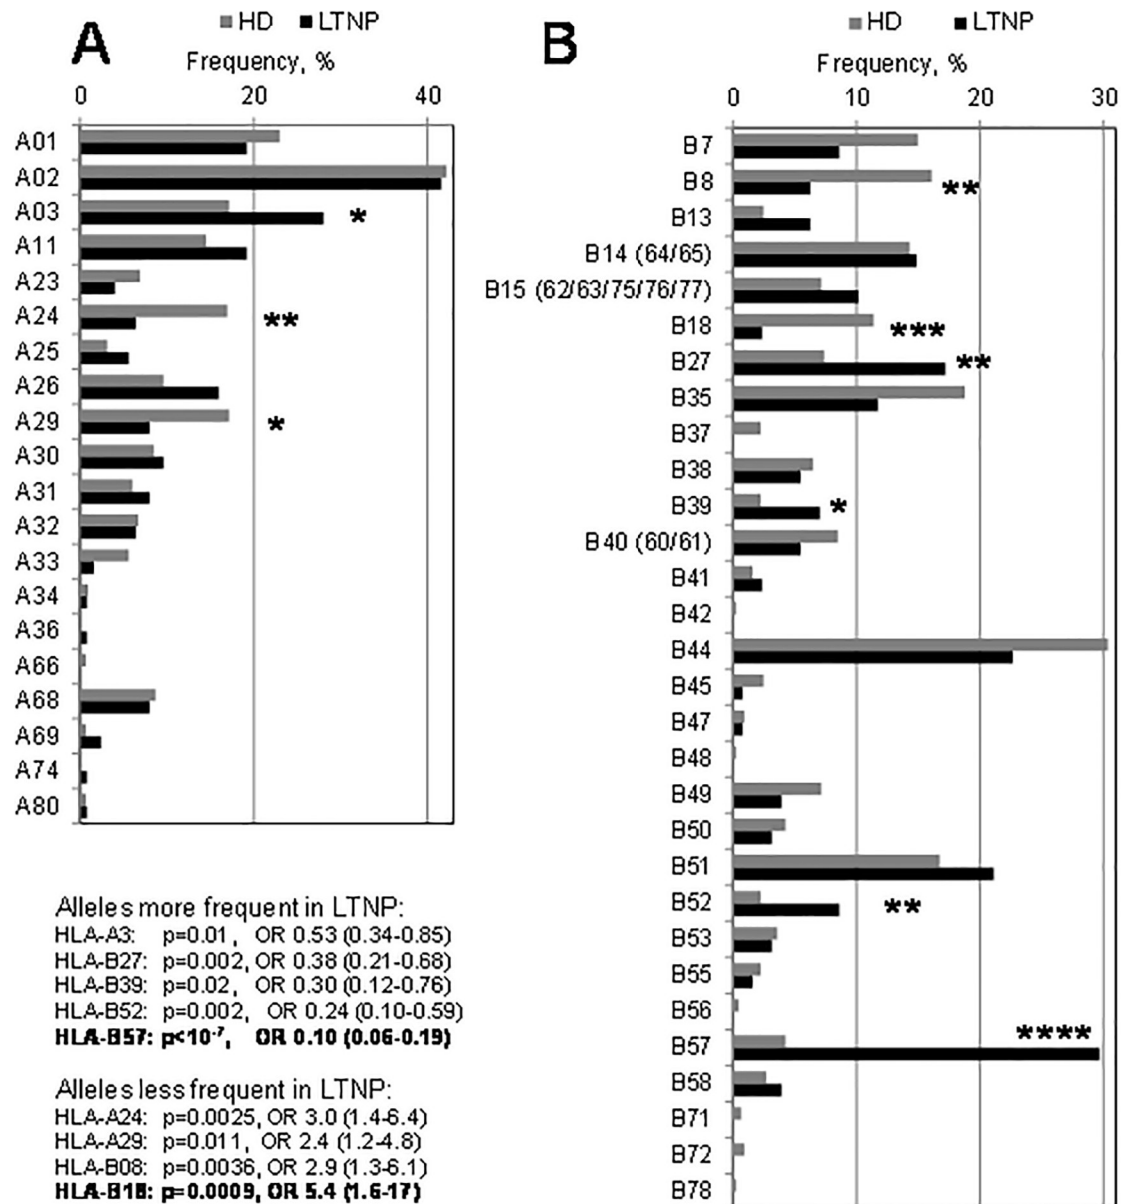 A
HD LTNP
Frequency, %
0 20 40
A01
A02
A03 *
A11
A23
A24 **
A25
A26
A29 *
A30
A31
A32
A33
A34
A36
A66
A68
A69
A74
A80
Alleles more frequent in LTNP:
HLA-A3: p=0.01, OR 0.53 (0.34-0.85)
HLA-B27: p=0.002, OR 0.38 (0.21-0.68)
HLA-B39: p=0.02, OR 0.30 (0.12-0.76)
HLA-B52: p=0.002, OR 0.24 (0.10-0.59)
HLA-B57: p<10⁻⁷, OR 0.10 (0.06-0.19)
Alleles less frequent in LTNP:
HLA-A24: p=0.0025, OR 3.0 (1.4-6.4)
HLA-A29: p=0.011, OR 2.4 (1.2-4.8)
HLA-B08: p=0.0036, OR 2.9 (1.3-6.1)
HLA-B18: p=0.0009, OR 5.4 (1.6-17)
B
HD LTNP
Frequency, %
0 10 20 30
B7
B8 **
B13
B14 (64/65)
B15 (62/63/75/76/77)
B18 ***
B27 **
B35
B37
B38
B39 *
B40 (60/61)
B41
B42
B44
B45
B47
B48
B49
B50
B51
B52 **
B53
B55
B56
B57 ****
B58
B71
B72
B78